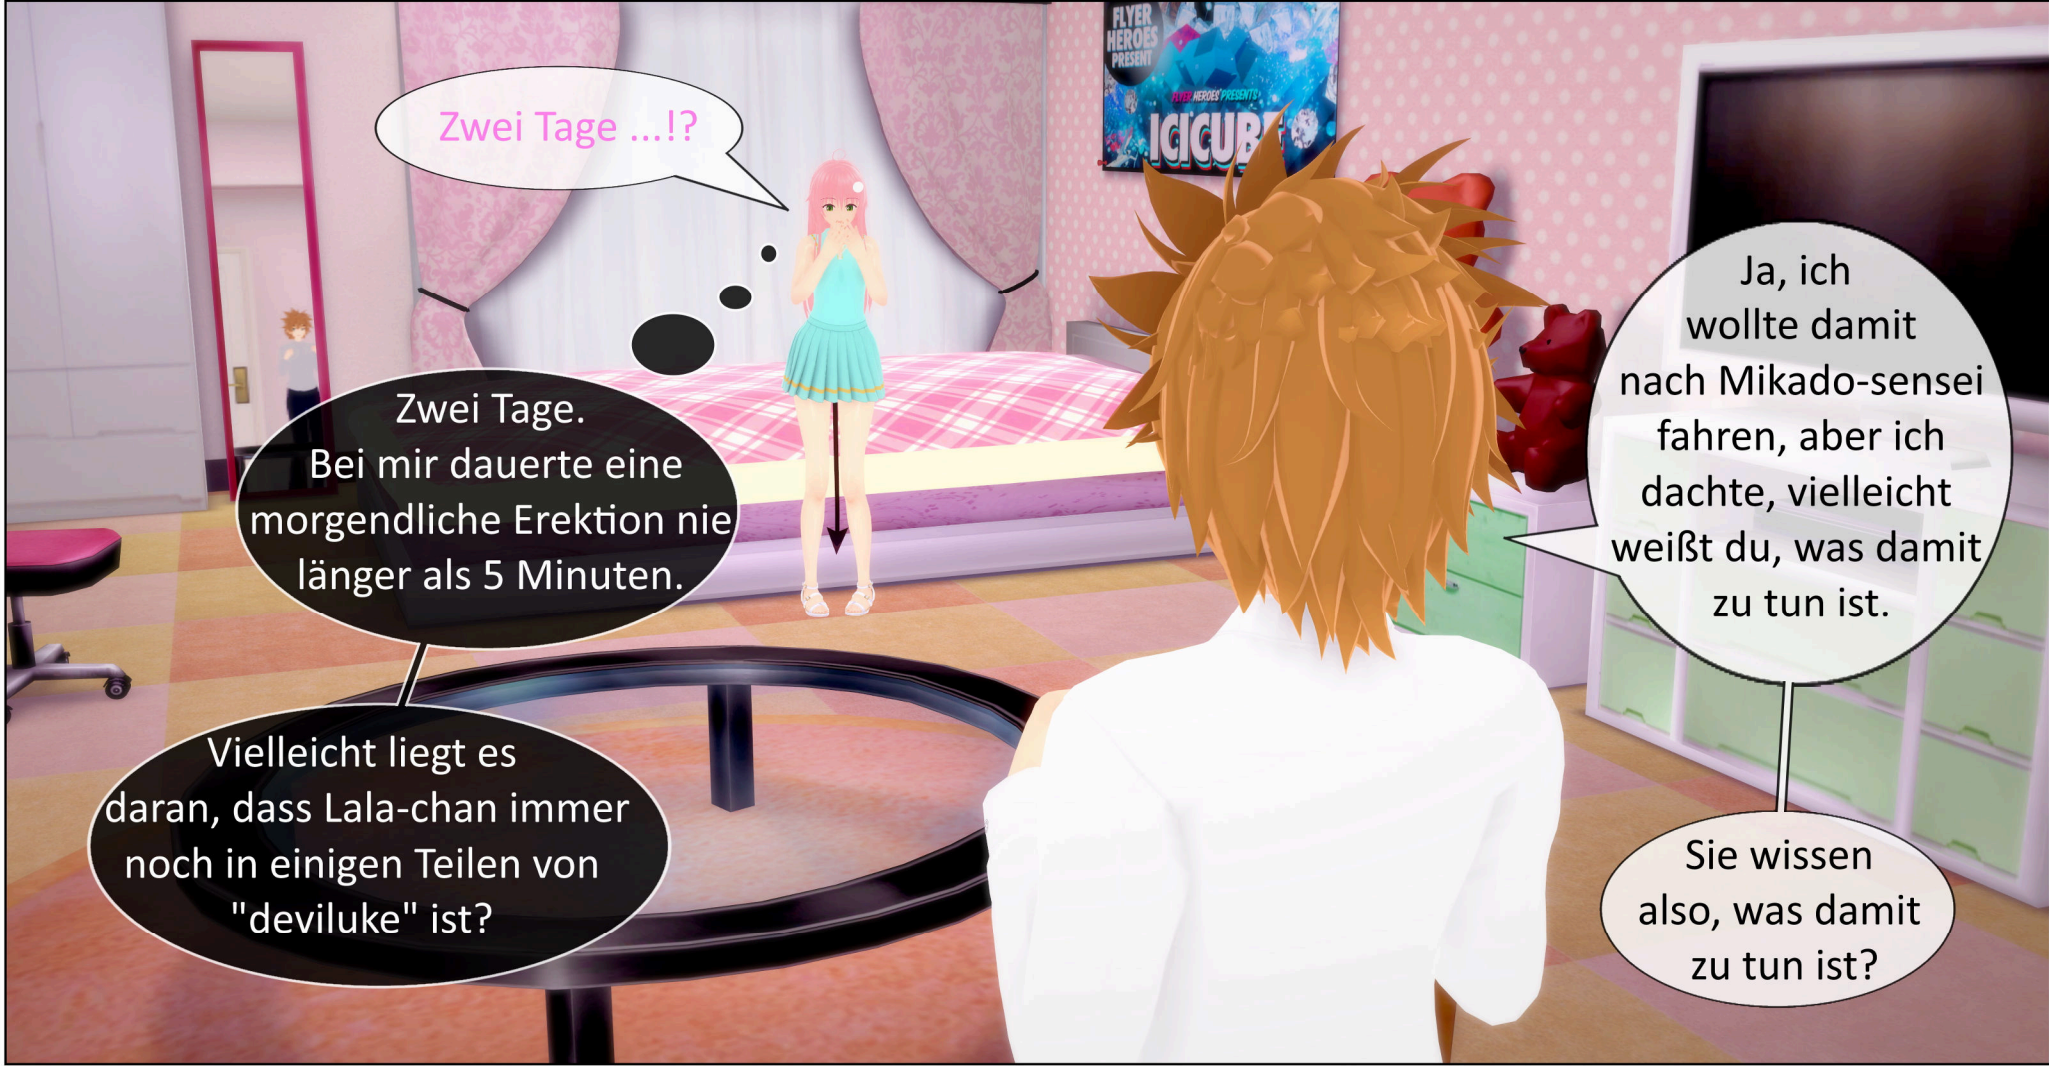 FLYER
HEROES
PRESENT
FLYER HEROES PRESENTS
ICICUBE
Zwei Tage ...!?
Zwei Tage.
Bei mir dauerte eine
morgendliche Erektion nie
länger als 5 Minuten.
Vielleicht liegt es
daran, dass Lala-chan immer
noch in einigen Teilen von
"deviluke" ist?
Ja, ich
wollte damit
nach Mikado-sensei
fahren, aber ich
dachte, vielleicht
weißt du, was damit
zu tun ist.
Sie wissen
also, was damit
zu tun ist?